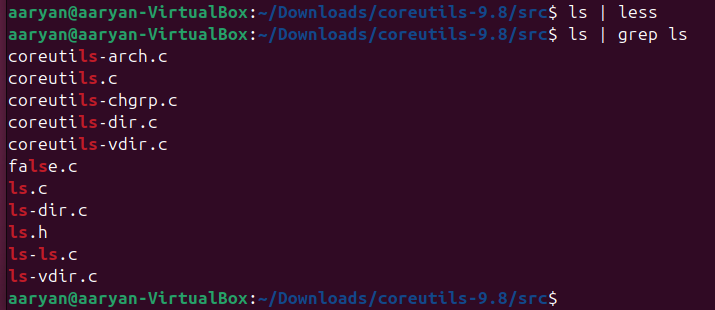 aaryan@aaryan-VirtualBox:~/Downloads/coreutils-9.8/src$ ls | less
aaryan@aaryan-VirtualBox:~/Downloads/coreutils-9.8/src$ ls | grep ls
coreutils-arch.c
coreutils.c
coreutils-chgrp.c
coreutils-dir.c
coreutils-vdir.c
false.c
ls.c
ls-dir.c
ls.h
ls-ls.c
ls-vdir.c
aaryan@aaryan-VirtualBox:~/Downloads/coreutils-9.8/src$